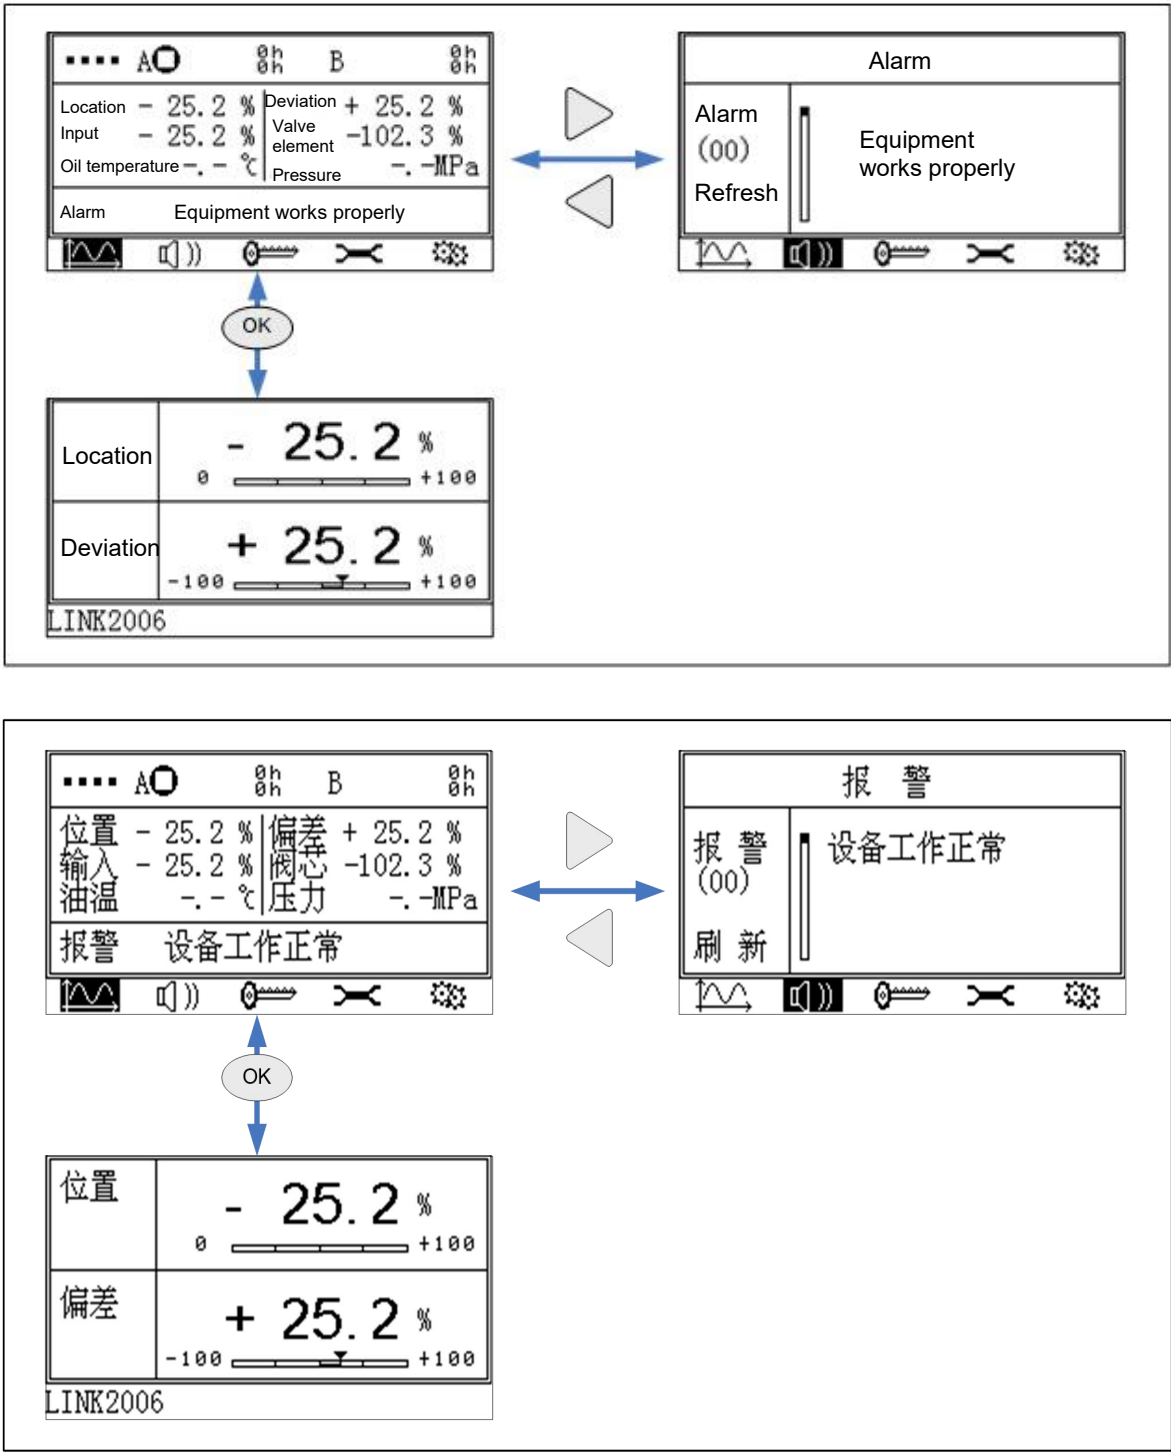 A 0h 0h B 0h 0h
Location - 25.2 % Deviation + 25.2 %
Input - 25.2 % Valve element -102.3 %
Oil temperature -.- ℃ Pressure -.-MPa
Alarm Equipment works properly
Alarm
Alarm
(00)
Refresh
Equipment
works properly
OK
Location - 25.2 %
0 +100
Deviation + 25.2 %
-100 +100
LINK2006
A 0h 0h B 0h 0h
位置 - 25.2 % 偏差 + 25.2 %
输入 - 25.2 % 阀芯 -102.3 %
油温 -.- ℃ 压力 -.-MPa
报警 设备工作正常
报 警
报 警
(00)
刷 新
设备工作正常
OK
位置 - 25.2 %
0 +100
偏差 + 25.2 %
-100 +100
LINK2006